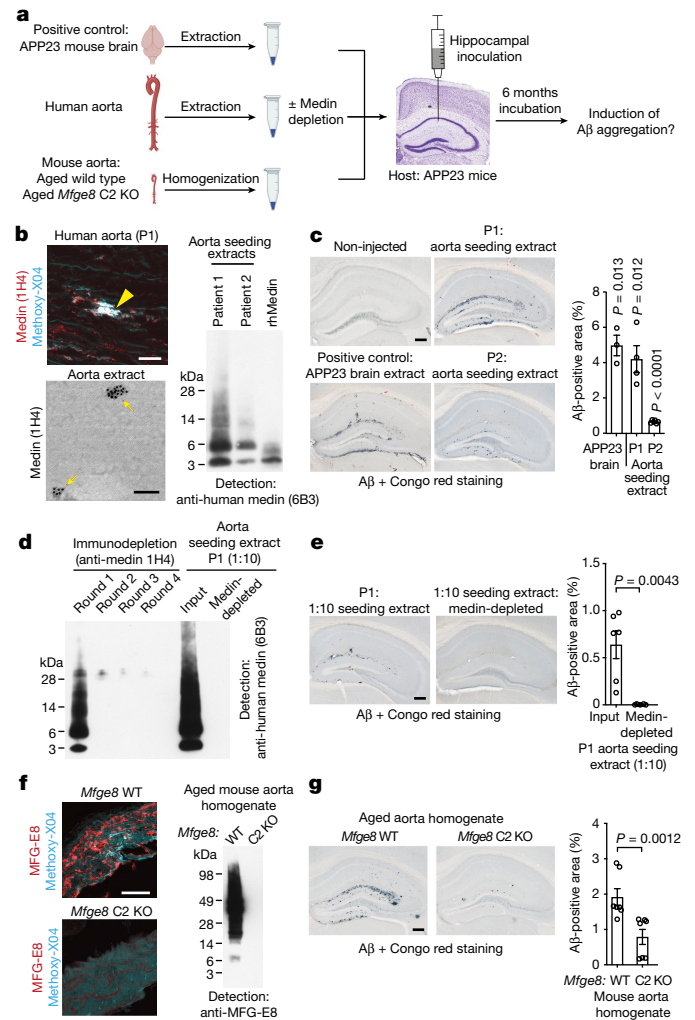 a
Positive control:
APP23 mouse brain
Extraction
Human aorta
Extraction
± Medin
depletion
Mouse aorta:
Aged wild type
Aged Mfge8 C2 KO
Homogenization
Hippocampal
inoculation
Host: APP23 mice
6 months
incubation
Induction of
Aβ aggregation?
b
Human aorta (P1)
Medin (1H4)
Methoxy-X04
Aorta extract
Medin (1H4)
Aorta seeding
extracts
Patient 1
Patient 2
rhMedin
kDa
28
14
6
3
Detection:
anti-human medin (6B3)
c
Non-injected
P1:
aorta seeding extract
Positive control:
APP23 brain extract
P2:
aorta seeding extract
Aβ + Congo red staining
Aβ-positive area (%)
8
6
4
2
0
P = 0.013
P = 0.012
P < 0.0001
APP23
brain
P1 P2
Aorta
seeding
extract
d
Immunodepletion
(anti-medin 1H4)
Round 1
Round 2
Round 3
Round 4
Aorta
seeding extract
P1 (1:10)
Input
Medin-
depleted
kDa
28
14
6
3
Detection:
anti-human medin (6B3)
e
P1:
1:10 seeding extract
1:10 seeding extract:
medin-depleted
Aβ + Congo red staining
Aβ-positive area (%)
1.5
1.0
0.5
0
P = 0.0043
Input Medin-
depleted
P1 aorta seeding
extract (1:10)
f
Mfge8 WT
MFG-E8
Methoxy-X04
Mfge8 C2 KO
MFG-E8
Methoxy-X04
Aged mouse aorta
homogenate
Mfge8:
WT
C2 KO
kDa
98
49
28
14
6
3
Detection:
anti-MFG-E8
g
Aged aorta homogenate
Mfge8 WT
Mfge8 C2 KO
Aβ + Congo red staining
Aβ-positive area (%)
4
3
2
1
0
P = 0.0012
Mfge8: WT C2 KO
Mouse aorta
homogenate